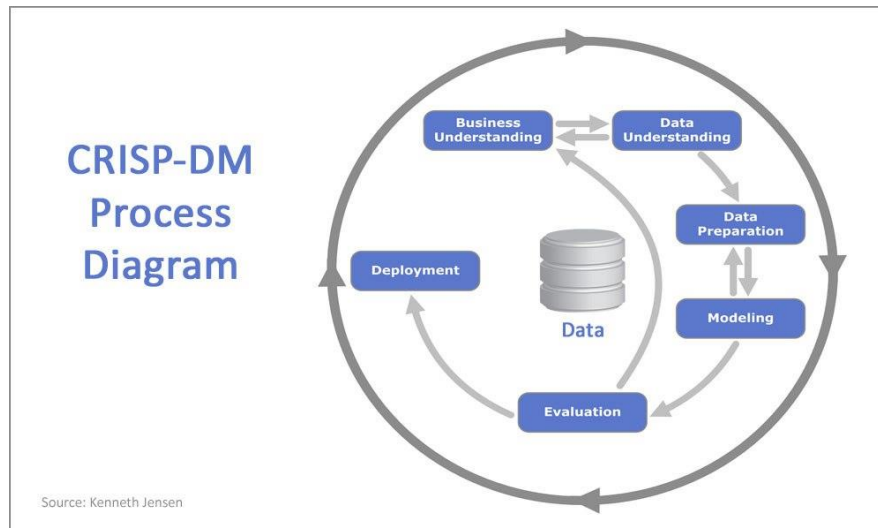 CRISP-DM
Process
Diagram
Business
Understanding
Data
Understanding
Data
Preparation
Modeling
Evaluation
Deployment
Data
Source: Kenneth Jensen